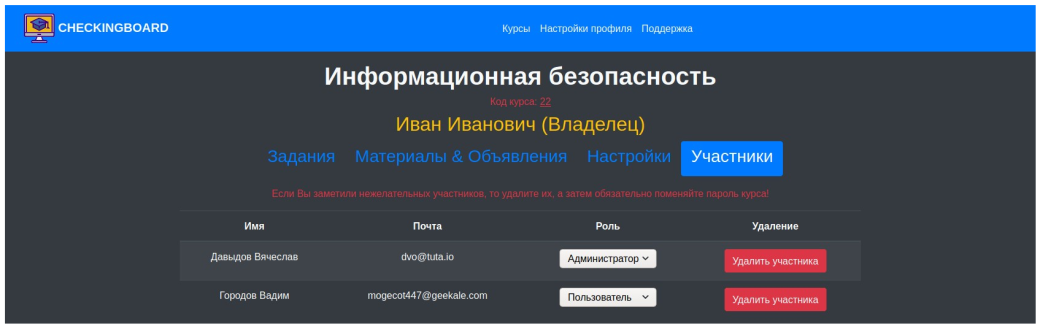 CHECKINGBOARD Курсы Настройки профиля Поддержка
Информационная безопасность
Код курса: 22
Иван Иванович (Владелец)
Задания Материалы & Объявления Настройки Участники
Если Вы заметили нежелательных участников, то удалите их, а затем обязательно поменяйте пароль курса!
Имя Почта Роль Удаление
Давыдов Вячеслав dvo@tuta.io Администратор Удалить участника
Городов Вадим mogecot447@geekale.com Пользователь Удалить участника